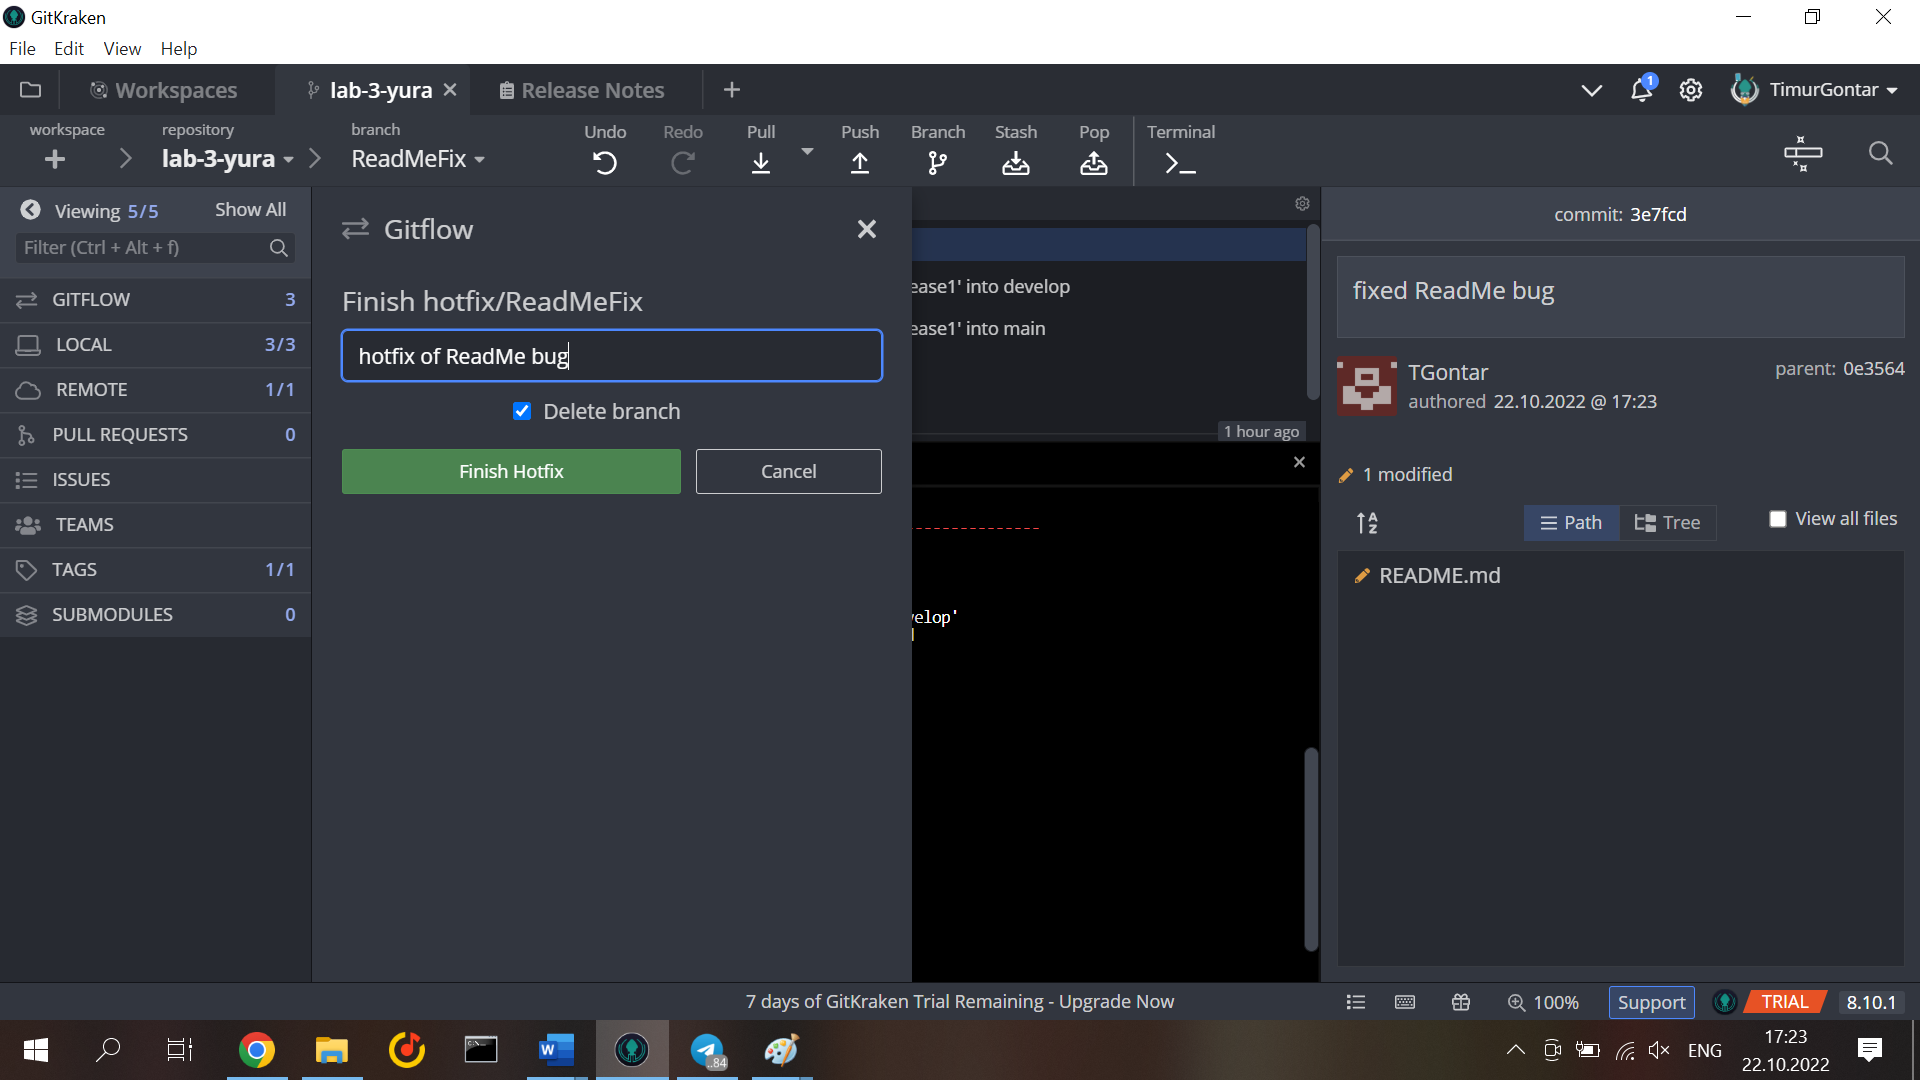 GitKraken
File Edit View Help
Workspaces
lab-3-yura
Release Notes
TimurGontar
1
workspace
repository
lab-3-yura
branch
ReadMeFix
Undo
Redo
Pull
Push
Branch
Stash
Pop
Terminal
Viewing 5/5
Show All
Filter (Ctrl + Alt + f)
GITFLOW 3
LOCAL 3/3
REMOTE 1/1
PULL REQUESTS 0
ISSUES
TEAMS
TAGS 1/1
SUBMODULES 0
Gitflow
Finish hotfix/ReadMeFix
hotfix of ReadMe bug
Delete branch
Finish Hotfix
Cancel
ease1' into develop
ease1' into main
1 hour ago
---------------
velop'
commit: 3e7fcd
fixed ReadMe bug
TGontar
authored 22.10.2022 @ 17:23
parent: 0e3564
1 modified
Path
Tree
View all files
README.md
7 days of GitKraken Trial Remaining - Upgrade Now
100%
Support
TRIAL
8.10.1
..84
ENG
17:23
22.10.2022